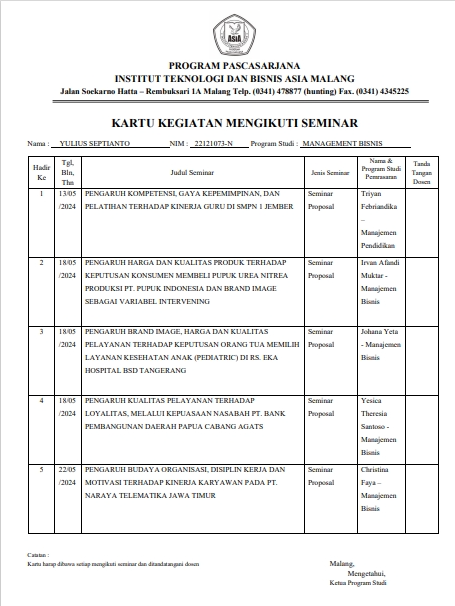 ASIA
PROGRAM PASCASARJANA
INSTITUT TEKNOLOGI DAN BISNIS ASIA MALANG
Jalan Soekarno Hatta – Rembuksari 1A Malang Telp. (0341) 478877 (hunting) Fax. (0341) 4345225
KARTU KEGIATAN MENGIKUTI SEMINAR
Nama : YULIUS SEPTIANTO NIM : 22121073-N Program Studi : MANAGEMENT BISNIS
Hadir Ke
Tgl, Bln, Thn
Judul Seminar
Jenis Seminar
Nama & Program Studi Pemrasaran
Tanda Tangan Dosen
1
13/05
/2024
PENGARUH KOMPETENSI, GAYA KEPEMIMPINAN, DAN
PELATIHAN TERHADAP KINERJA GURU DI SMPN 1 JEMBER
Seminar
Proposal
Triyan
Febriandika
–
Manajemen
Pendidikan
2
18/05
/2024
PENGARUH HARGA DAN KUALITAS PRODUK TERHADAP
KEPUTUSAN KONSUMEN MEMBELI PUPUK UREA NITREA
PRODUKSI PT. PUPUK INDONESIA DAN BRAND IMAGE
SEBAGAI VARIABEL INTERVENING
Seminar
Proposal
Irvan Afandi
Muktar -
Manajemen
Bisnis
3
18/05
/2024
PENGARUH BRAND IMAGE, HARGA DAN KUALITAS
PELAYANAN TERHADAP KEPUTUSAN ORANG TUA MEMILIH
LAYANAN KESEHATAN ANAK (PEDIATRIC) DI RS. EKA
HOSPITAL BSD TANGERANG
Seminar
Proposal
Johana Yeta
- Manajemen
Bisnis
4
18/05
/2024
PENGARUH KUALITAS PELAYANAN TERHADAP
LOYALITAS, MELALUI KEPUASAAN NASABAH PT. BANK
PEMBANGUNAN DAERAH PAPUA CABANG AGATS
Seminar
Proposal
Yesica
Theresia
Santoso -
Manajemen
Bisnis
5
22/05
/2024
PENGARUH BUDAYA ORGANISASI, DISIPLIN KERJA DAN
MOTIVASI TERHADAP KINERJA KARYAWAN PADA PT.
NARAYA TELEMATIKA JAWA TIMUR
Seminar
Proposal
Christina
Faya –
Manajemen
Bisnis
Catatan :
Kartu harap dibawa setiap mengikuti seminar dan ditandatangani dosen
Malang,
Mengetahui,
Ketua Program Studi